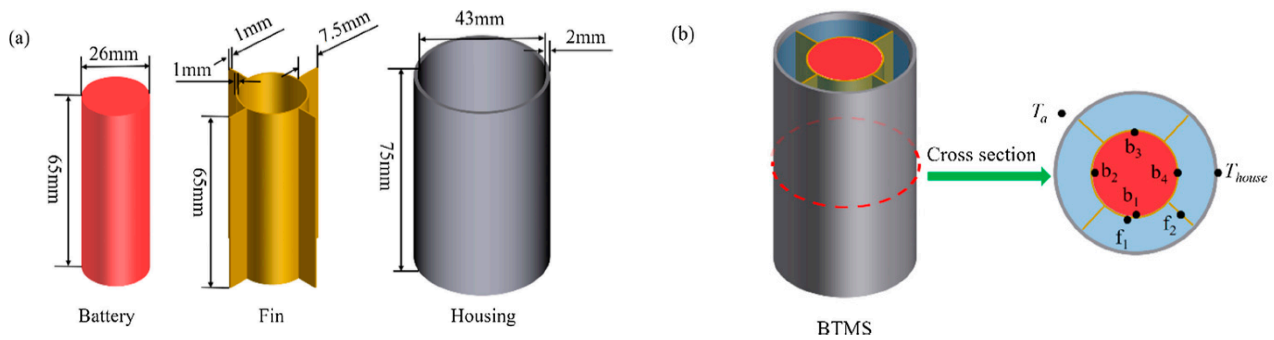 (a)
26mm
65mm
Battery
1mm
7.5mm
1mm
65mm
Fin
43mm
2mm
75mm
Housing
(b)
BTMS
Cross section
Tₐ
b₃
b₂
b₄
T_house
b₁
f₁
f₂